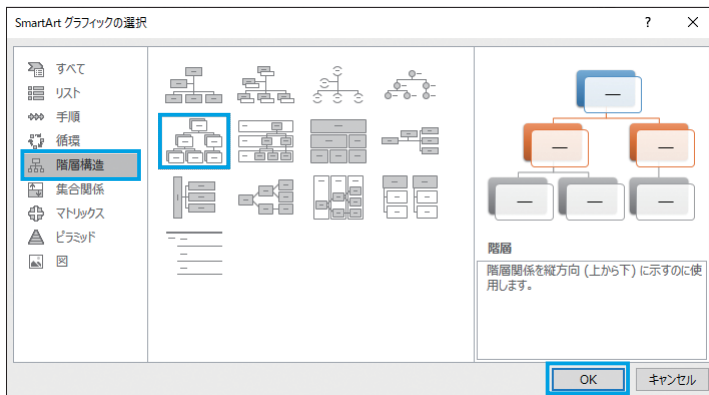 SmartArt グラフィックの選択
?
×
すべて
リスト
手順
循環
階層構造
集合関係
マトリックス
ピラミッド
図
階層
階層関係を縦方向 (上から下) に示すのに使
用します。
OK
キャンセル